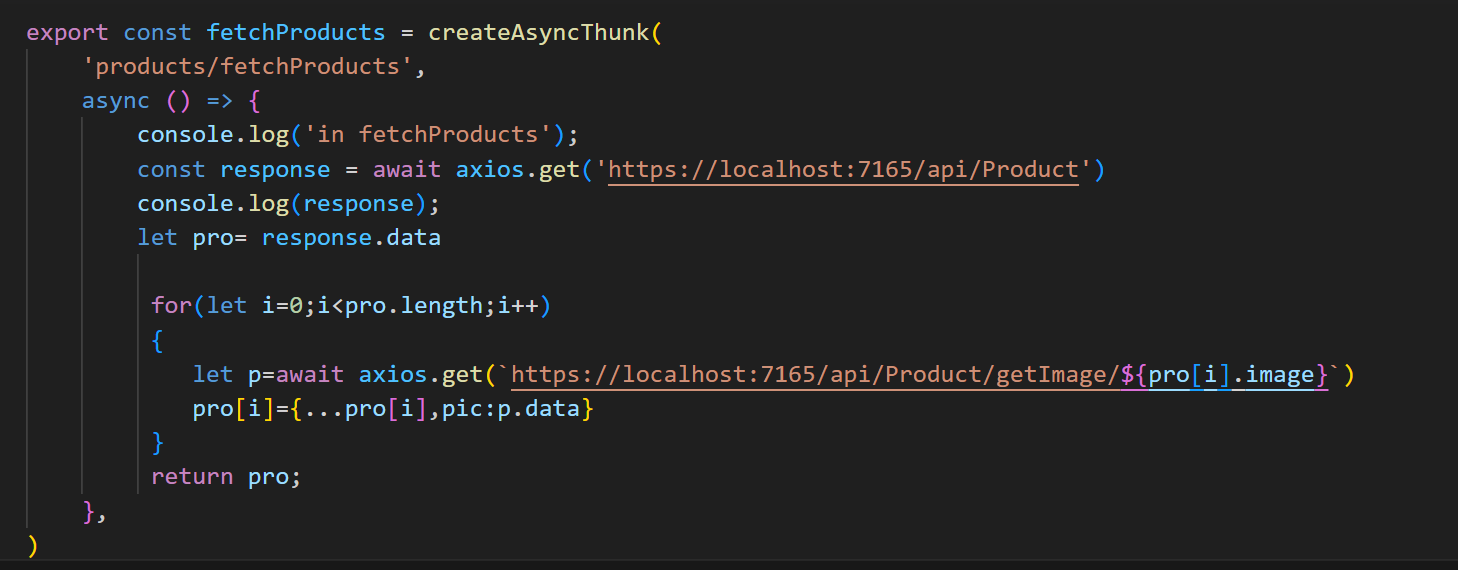 export const fetchProducts = createAsyncThunk(
    'products/fetchProducts',
    async () => {
        console.log('in fetchProducts');
        const response = await axios.get('https://localhost:7165/api/Product')
        console.log(response);
        let pro= response.data
         for(let i=0;i<pro.length;i++)
         {
            let p=await axios.get(`https://localhost:7165/api/Product/getImage/${pro[i].image}`)
            pro[i]={...pro[i],pic:p.data}
         }
         return pro;
    },
)